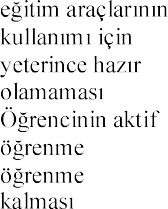 eğitim araçlarının
kullanımı için
yeterince hazır
olamaması
Öğrencinin aktif
öğrenme
öğrenme
kalması